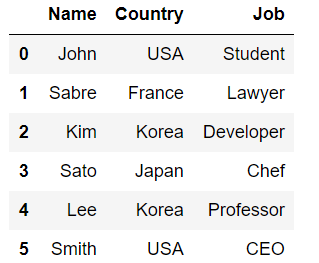 Name Country Job
0 John USA Student
1 Sabre France Lawyer
2 Kim Korea Developer
3 Sato Japan Chef
4 Lee Korea Professor
5 Smith USA CEO